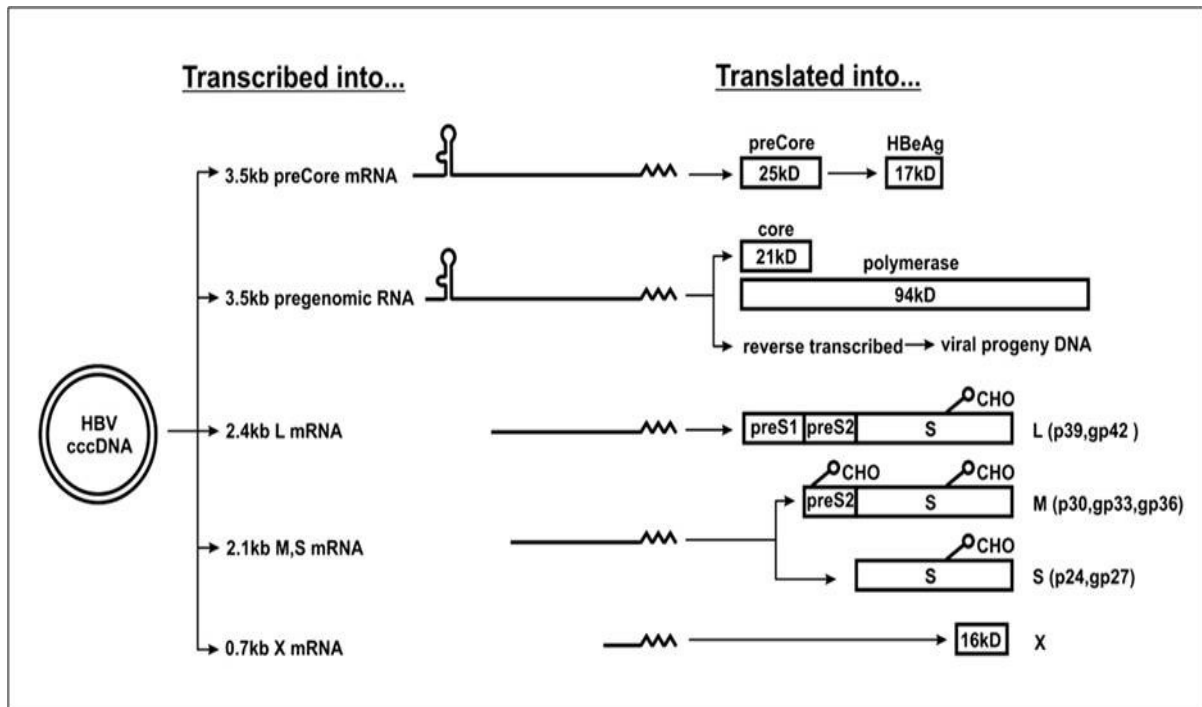 Transcribed into... Translated into...
preCore HBeAg
3.5kb preCore mRNA 25kD 17kD
core
21kD
polymerase
3.5kb pregenomic RNA 94kD
reverse transcribed viral progeny DNA
CHO
HBV
cccDNA
2.4kb L mRNA preS1 preS2 S L (p39,gp42 )
CHO CHO
preS2 S M (p30,gp33,gp36)
2.1kb M,S mRNA
CHO
S S (p24,gp27)
0.7kb X mRNA 16kD X